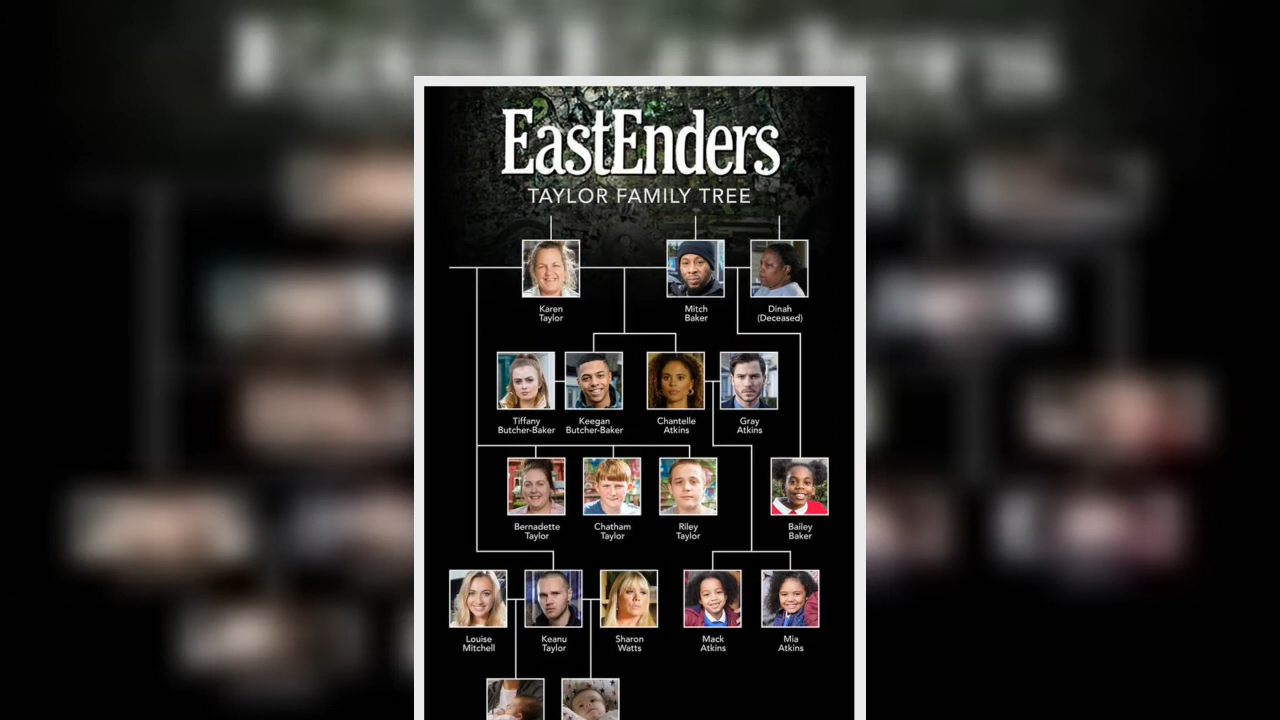 EastEnders
TAYLOR FAMILY TREE
Karen
Taylor
Mitch
Baker
Dinah
(Deceased)
Tiffany
Butcher-Baker
Keegan
Butcher-Baker
Chantelle
Atkins
Gray
Atkins
Bernadette
Taylor
Chatham
Taylor
Riley
Taylor
Bailey
Baker
Louise
Mitchell
Keanu
Taylor
Sharon
Watts
Mack
Atkins
Mia
Atkins